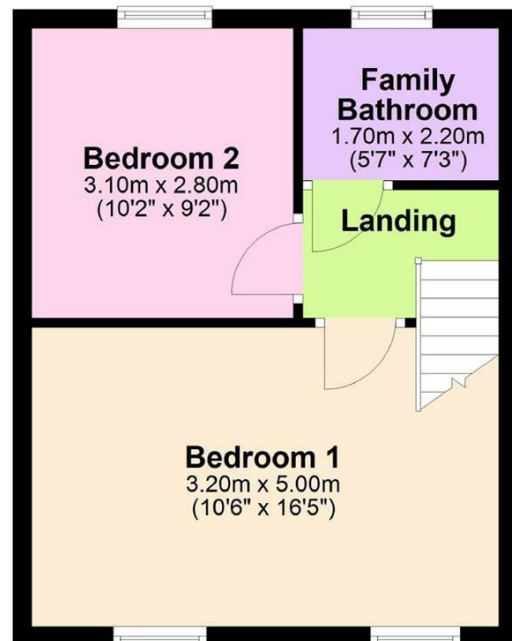 Family
Bathroom
1.70m x 2.20m
(5'7" x 7'3")
Bedroom 2
3.10m x 2.80m
(10'2" x 9'2")
Landing
Bedroom 1
3.20m x 5.00m
(10'6" x 16'5")